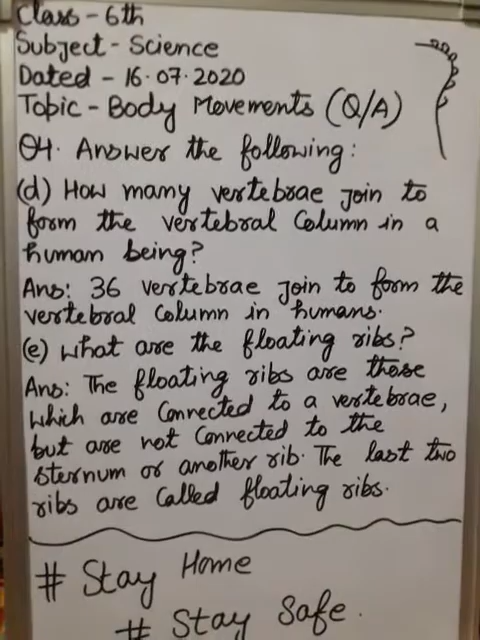 Class - 6th
Subject - Science
Dated - 16.07.2020
Topic - Body Movements (Q/A)
Q4. Answer the following:
(d) How many vertebrae join to
form the vertebral column in a
human being?
Ans: 36 vertebrae join to form the
vertebral column in humans.
(e) what are the floating ribs?
Ans: The floating ribs are those
which are connected to a vertebrae,
but are not connected to the
sternum or another rib. The last two
ribs are called floating ribs.
# Stay Home
# Stay Safe.